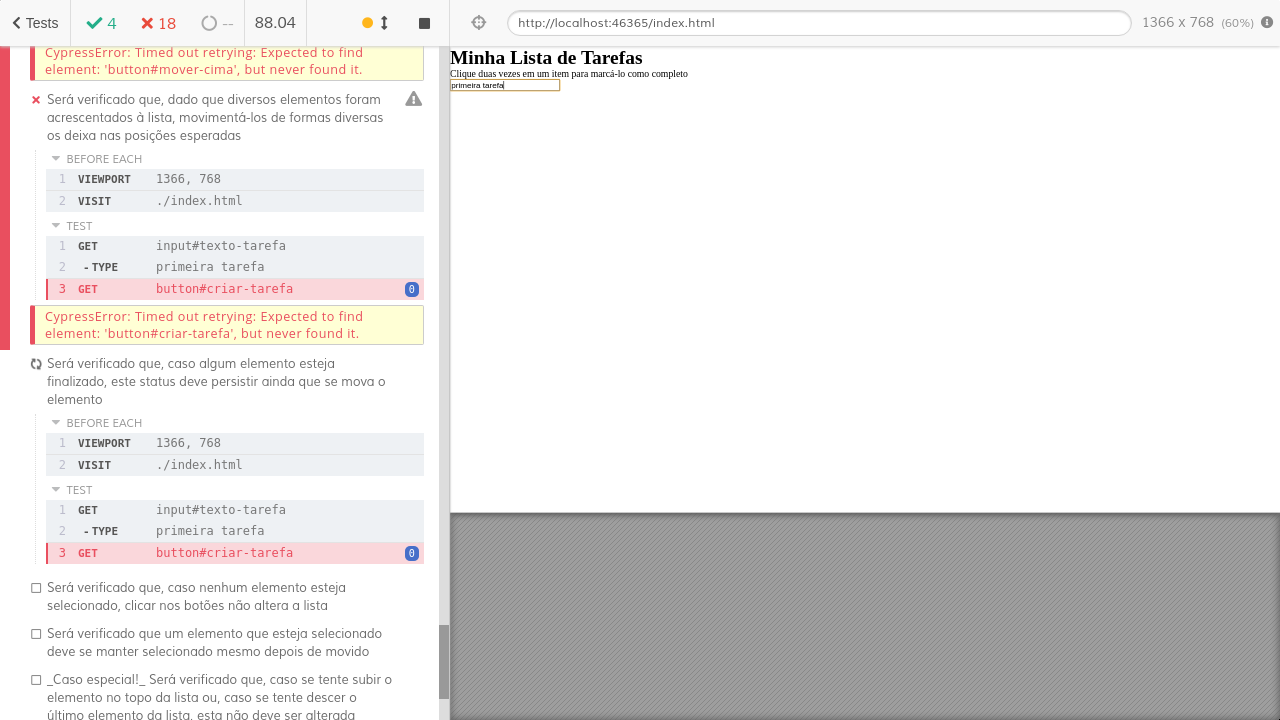 Tests 4 18 -- 88.04
http://localhost:46365/index.html 1366 x 768 (60%)
CypressError: Timed out retrying: Expected to find
element: 'button#mover-cima', but never found it.
Será verificado que, dado que diversos elementos foram
acrescentados à lista, movimentá-los de formas diversas
os deixa nas posições esperadas
BEFORE EACH
1 VIEWPORT 1366, 768
2 VISIT ./index.html
TEST
1 GET input#texto-tarefa
2 -TYPE primeira tarefa
3 GET button#criar-tarefa 0
CypressError: Timed out retrying: Expected to find
element: 'button#criar-tarefa', but never found it.
Será verificado que, caso algum elemento esteja
finalizado, este status deve persistir ainda que se mova o
elemento
BEFORE EACH
1 VIEWPORT 1366, 768
2 VISIT ./index.html
TEST
1 GET input#texto-tarefa
2 -TYPE primeira tarefa
3 GET button#criar-tarefa 0
Será verificado que, caso nenhum elemento esteja
selecionado, clicar nos botões não altera a lista
Será verificado que um elemento que esteja selecionado
deve se manter selecionado mesmo depois de movido
_Caso especial!_ Será verificado que, caso se tente subir o
elemento no topo da lista ou, caso se tente descer o
último elemento da lista, esta não deve ser alterada
Minha Lista de Tarefas
Clique duas vezes em um item para marcá-lo como completo
primeira tarefa